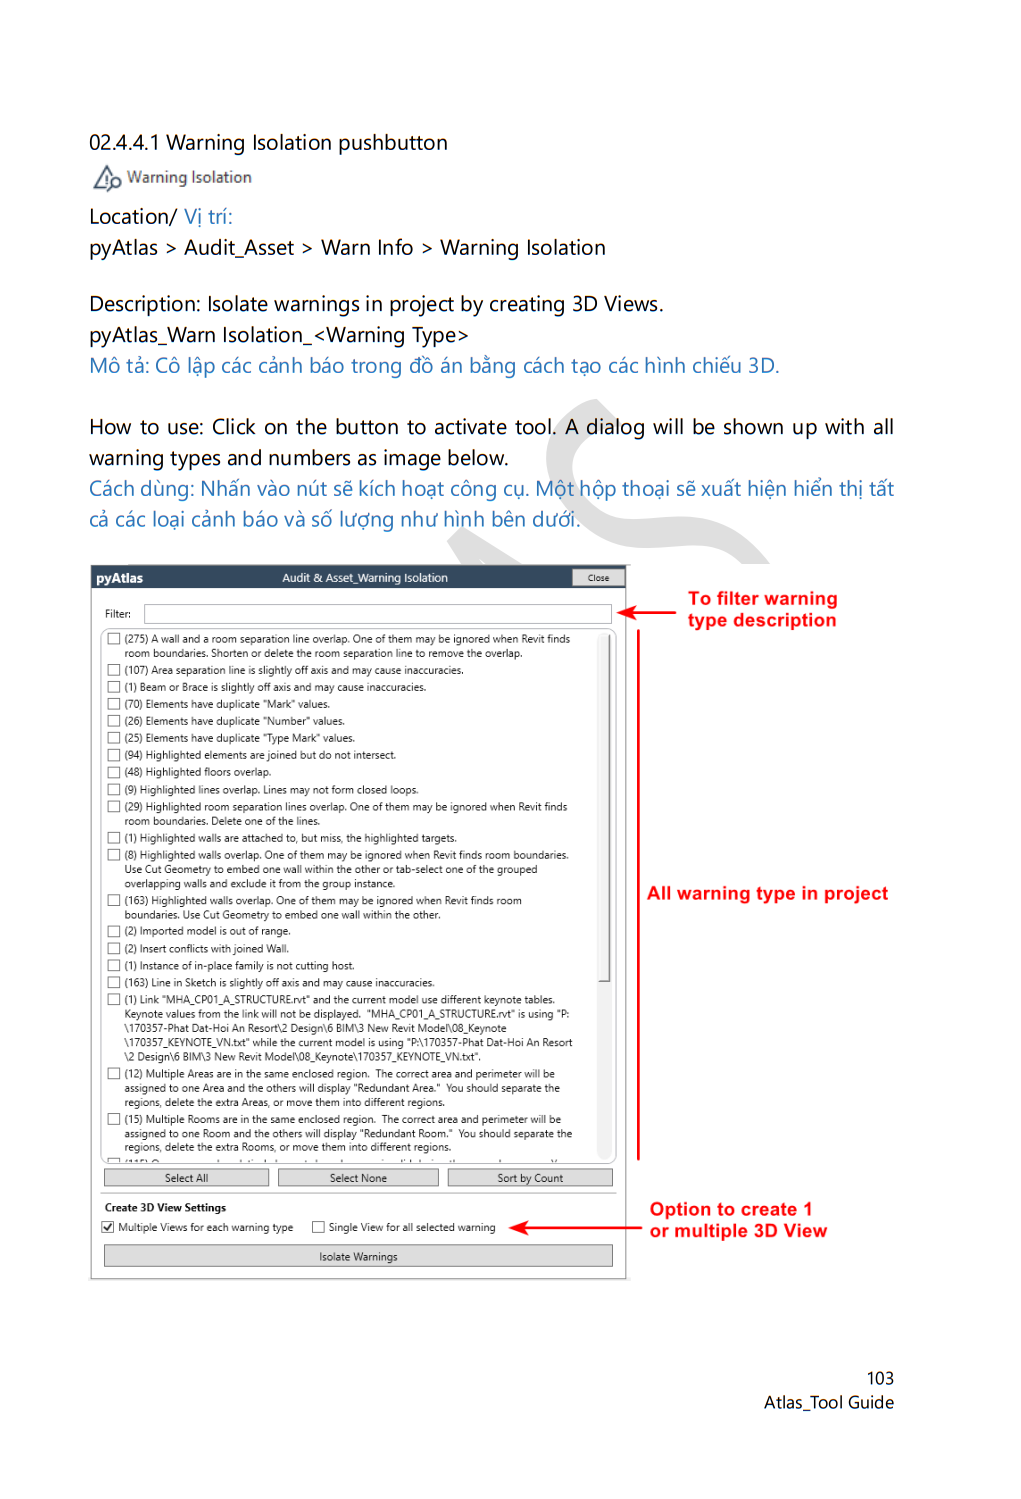 02.4.4.1 Warning Isolation pushbutton
Warning Isolation
Location/ Vị trí:
pyAtlas > Audit_Asset > Warn Info > Warning Isolation
Description: Isolate warnings in project by creating 3D Views.
pyAtlas_Warn Isolation_<Warning Type>
Mô tả: Cô lập các cảnh báo trong đồ án bằng cách tạo các hình chiếu 3D.
How to use: Click on the button to activate tool. A dialog will be shown up with all
warning types and numbers as image below.
Cách dùng: Nhấn vào nút sẽ kích hoạt công cụ. Một hộp thoại sẽ xuất hiện hiển thị tất
cả các loại cảnh báo và số lượng như hình bên dưới.
pyAtlas Audit & Asset_Warning Isolation Close
Filter:
To filter warning
type description
(275) A wall and a room separation line overlap. One of them may be ignored when Revit finds
room boundaries. Shorten or delete the room separation line to remove the overlap.
(107) Area separation line is slightly off axis and may cause inaccuracies.
(1) Beam or Brace is slightly off axis and may cause inaccuracies.
(70) Elements have duplicate "Mark" values.
(26) Elements have duplicate "Number" values.
(25) Elements have duplicate "Type Mark" values.
(94) Highlighted elements are joined but do not intersect.
(48) Highlighted floors overlap.
(9) Highlighted lines overlap. Lines may not form closed loops.
(29) Highlighted room separation lines overlap. One of them may be ignored when Revit finds
room boundaries. Delete one of the lines.
(1) Highlighted walls are attached to, but miss, the highlighted targets.
(8) Highlighted walls overlap. One of them may be ignored when Revit finds room boundaries.
Use Cut Geometry to embed one wall within the other or tab-select one of the grouped
overlapping walls and exclude it from the group instance.
(163) Highlighted walls overlap. One of them may be ignored when Revit finds room
boundaries. Use Cut Geometry to embed one wall within the other.
(2) Imported model is out of range.
(2) Insert conflicts with joined Wall.
(1) Instance of in-place family is not cutting host.
(163) Line in Sketch is slightly off axis and may cause inaccuracies.
(1) Link "MHA_CP01_A_STRUCTURE.rvt" and the current model use different keynote tables.
Keynote values from the link will not be displayed. "MHA_CP01_A_STRUCTURE.rvt" is using "P:
\170357-Phat Dat-Hoi An Resort\2 Design\6 BIM\3 New Revit Model\08_Keynote
\170357_KEYNOTE_VN.txt" while the current model is using "P:\170357-Phat Dat-Hoi An Resort
\2 Design\6 BIM\3 New Revit Model\08_Keynote\170357_KEYNOTE_VN.txt".
(12) Multiple Areas are in the same enclosed region. The correct area and perimeter will be
assigned to one Area and the others will display "Redundant Area." You should separate the
regions, delete the extra Areas, or move them into different regions.
(15) Multiple Rooms are in the same enclosed region. The correct area and perimeter will be
assigned to one Room and the others will display "Redundant Room." You should separate the
regions, delete the extra Rooms, or move them into different regions.
All warning type in project
Select All Select None Sort by Count
Create 3D View Settings
Multiple Views for each warning type Single View for all selected warning
Option to create 1
or multiple 3D View
Isolate Warnings
103
Atlas_Tool Guide